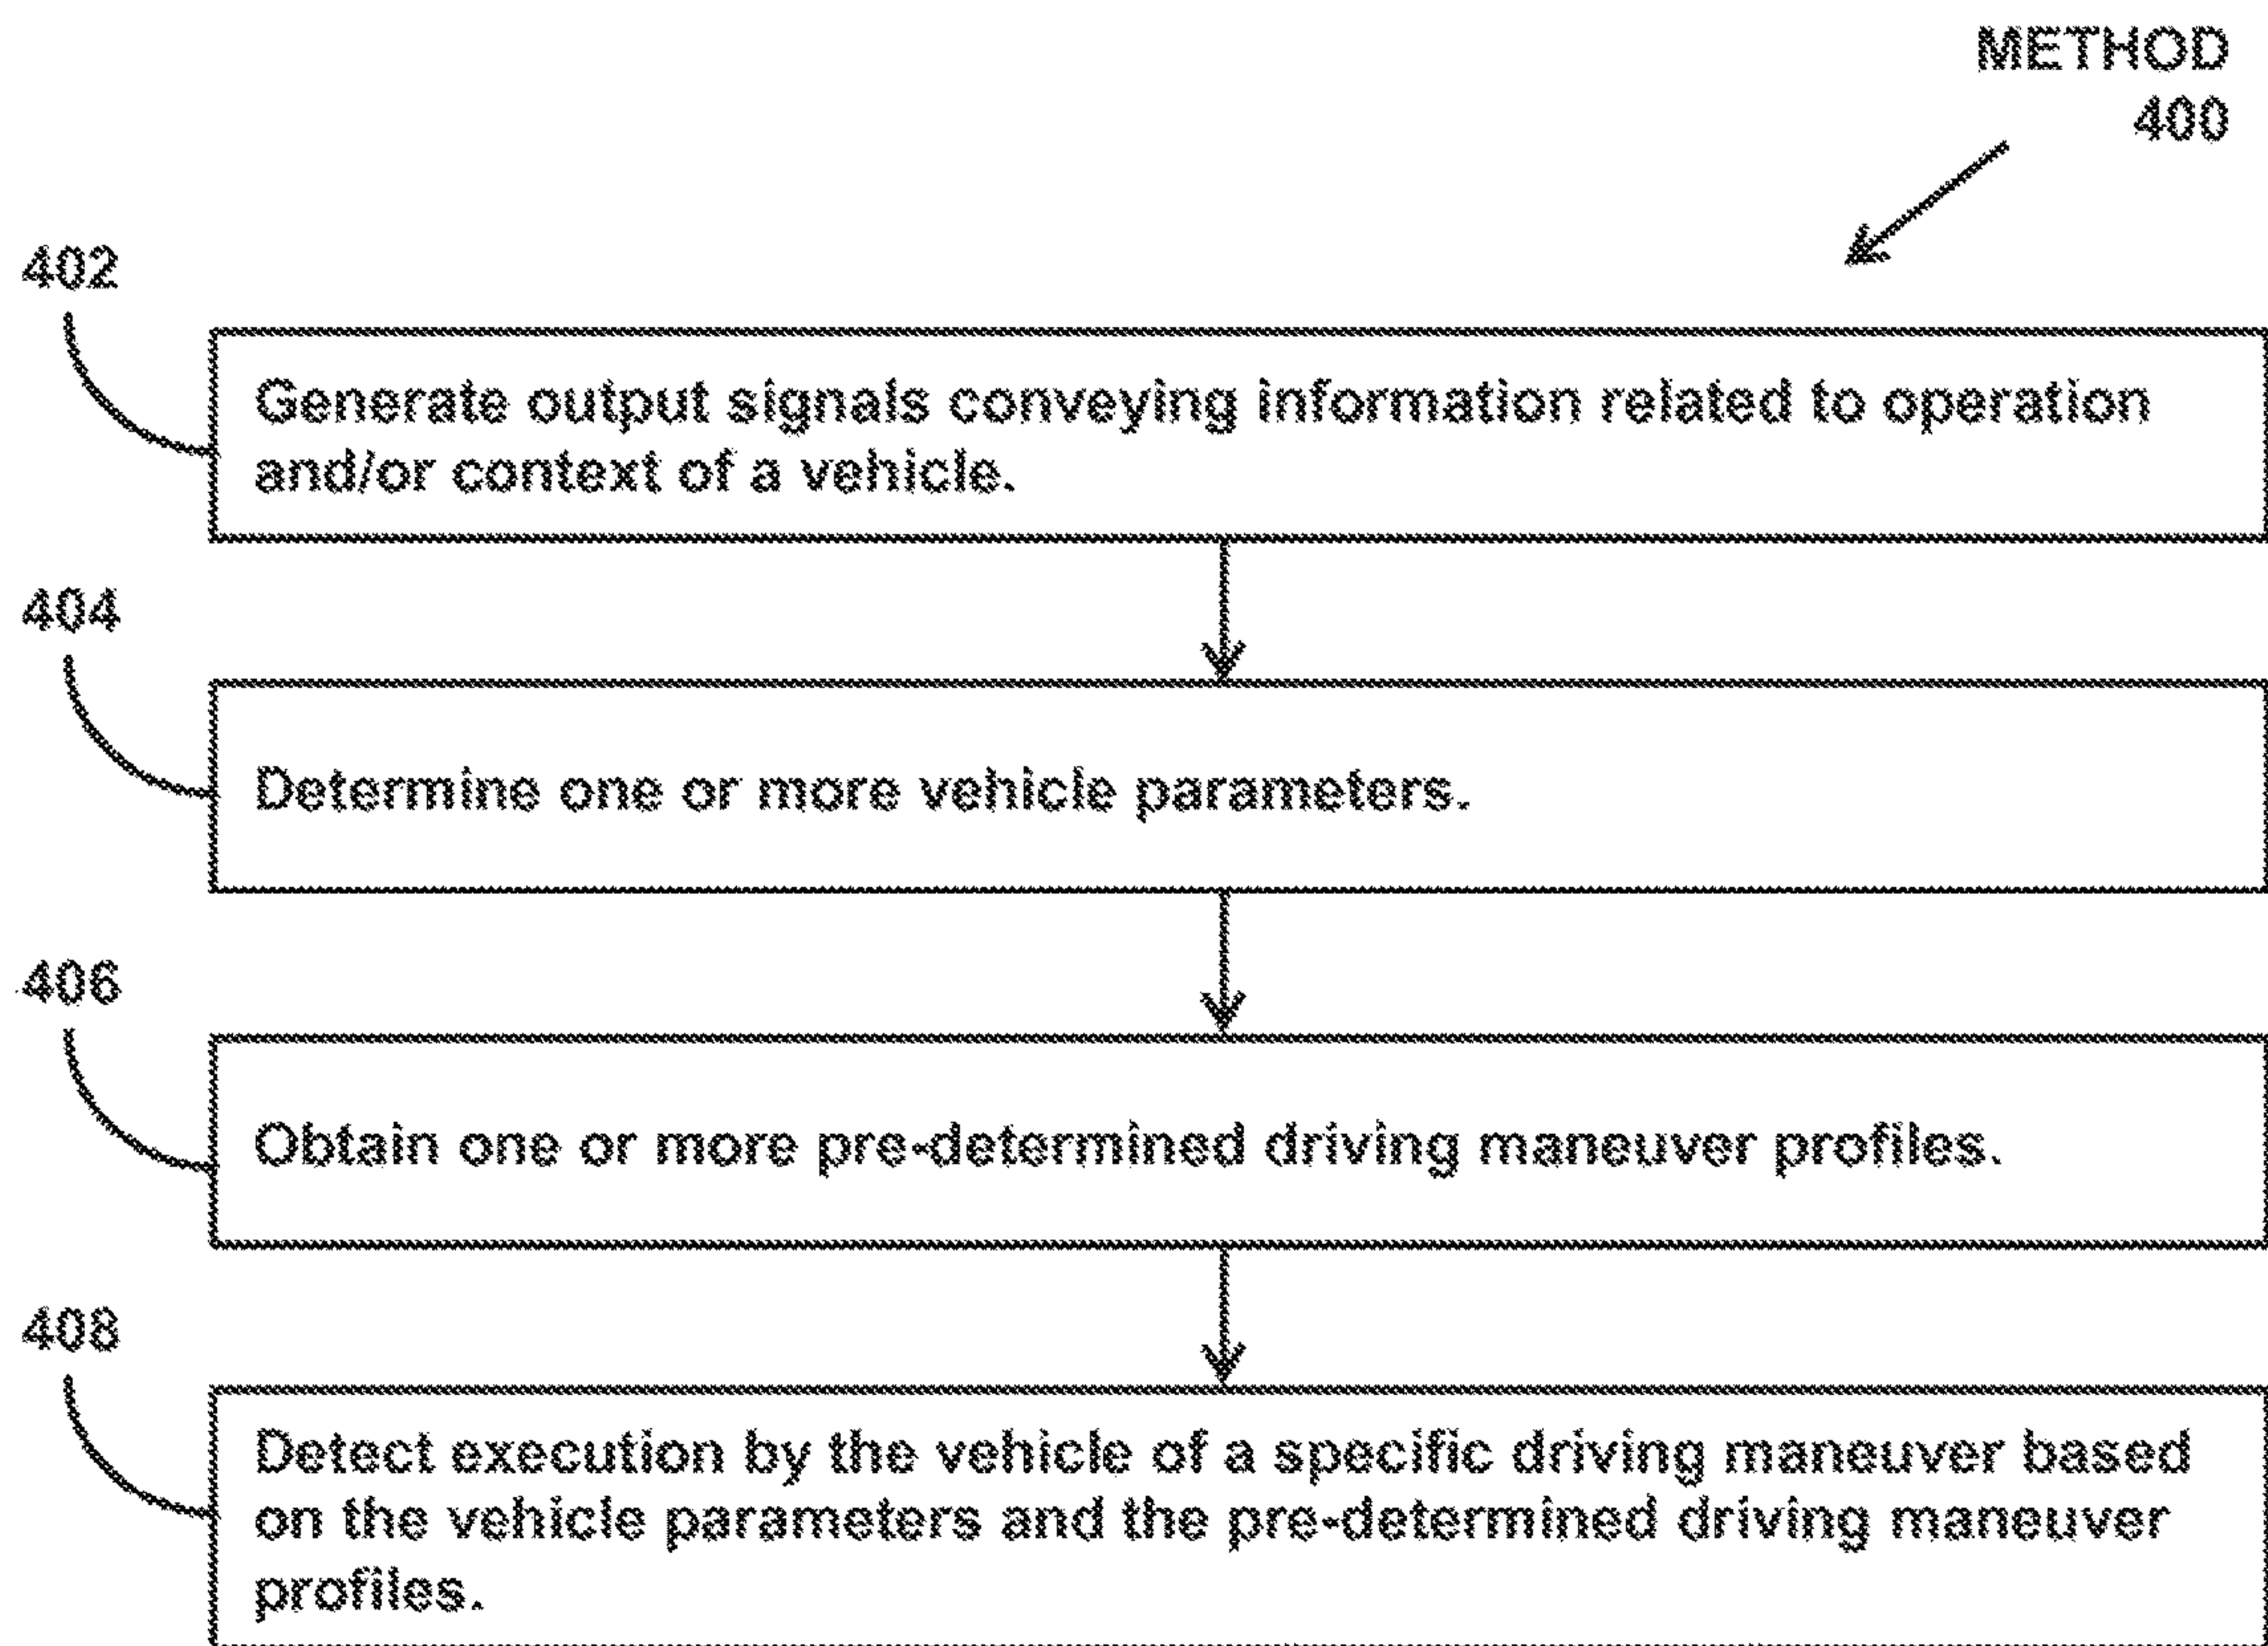 METHOD
400
402
Generate output signals conveying information related to operation
and/or context of a vehicle.
404
Determine one or more vehicle parameters.
406
Obtain one or more pre-determined driving maneuver profiles.
408
Detect execution by the vehicle of a specific driving maneuver based
on the vehicle parameters and the pre-determined driving maneuver
profiles.